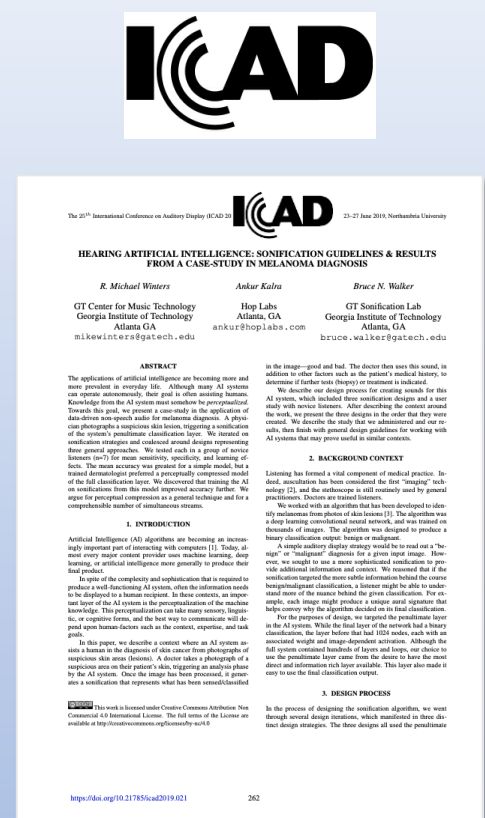 ICAD
The 25th International Conference on Auditory Display (ICAD 20
ICAD
23–27 June 2019, Northumbria University
HEARING ARTIFICIAL INTELLIGENCE: SONIFICATION GUIDELINES & RESULTS
FROM A CASE-STUDY IN MELANOMA DIAGNOSIS
R. Michael Winters
GT Center for Music Technology
Georgia Institute of Technology
Atlanta GA
mikewinters@gatech.edu
Ankur Kalra
Hop Labs
Atlanta, GA
ankur@hoplabs.com
Bruce N. Walker
GT Sonification Lab
Georgia Institute of Technology
Atlanta, GA
bruce.walker@gatech.edu
ABSTRACT
The applications of artificial intelligence are becoming more and
more prevalent in everyday life. Although many AI systems
can operate autonomously, their goal is often assisting humans.
Knowledge from the AI system must somehow be perceptualized.
Towards this goal, we present a case-study in the application of
data-driven non-speech audio for melanoma diagnosis. A physi-
cian photographs a suspicious skin lesion, triggering a sonification
of the system's penultimate classification layer. We iterated on
sonification strategies and coalesced around designs representing
three general approaches. We tested each in a group of novice
listeners (n=7) for mean sensitivity, specificity, and learning ef-
fects. The mean accuracy was greatest for a simple model, but a
trained dermatologist preferred a perceptually compressed model
of the full classification layer. We discovered that training the AI
on sonifications from this model improved accuracy further. We
argue for perceptual compression as a general technique and for a
comprehensible number of simultaneous streams.
1. INTRODUCTION
Artificial Intelligence (AI) algorithms are becoming an increas-
ingly important part of interacting with computers [1]. Today, al-
most every major content provider uses machine learning, deep
learning, or artificial intelligence more generally to produce their
final product.
In spite of the complexity and sophistication that is required to
produce a well-functioning AI system, often the information needs
to be displayed to a human recipient. In these contexts, an impor-
tant layer of the AI system is the perceptualization of the machine
knowledge. This perceptualization can take many sensory, linguis-
tic, or cognitive forms, and the best way to communicate will de-
pend upon human-factors such as the context, expertise, and task
goals.
In this paper, we describe a context where an AI system as-
sists a human in the diagnosis of skin cancer from photographs of
suspicious skin areas (lesions). A doctor takes a photograph of a
suspicious area on their patient's skin, triggering an analysis phase
by the AI system. Once the image has been processed, it gener-
ates a sonification that represents what has been sensed/classified
This work is licensed under Creative Commons Attribution Non
Commercial 4.0 International License. The full terms of the License are
available at http://creativecommons.org/licenses/by-nc/4.0
in the image—good and bad. The doctor then uses this sound, in
addition to other factors such as the patient's medical history, to
determine if further tests (biopsy) or treatment is indicated.
We describe our design process for creating sounds for this
AI system, which included three sonification designs and a user
study with novice listeners. After describing the context around
the work, we present the three designs in the order that they were
created. We describe the study that we administered and our re-
sults, then finish with general design guidelines for working with
AI systems that may prove useful in similar contexts.
2. BACKGROUND CONTEXT
Listening has formed a vital component of medical practice. In-
deed, auscultation has been considered the first "imaging" tech-
nology [2], and the stethoscope is still routinely used by general
practitioners. Doctors are trained listeners.
We worked with an algorithm that has been developed to iden-
tify melanomas from photos of skin lesions [3]. The algorithm was
a deep learning convolutional neural network, and was trained on
thousands of images. The algorithm was designed to produce a
binary classification output: benign or malignant.
A simple auditory display strategy would be to read out a "be-
nign" or "malignant" diagnosis for a given input image. How-
ever, we sought to use a more sophisticated sonification to pro-
vide additional information and context. We reasoned that if the
sonification targeted the more subtle information behind the course
benign/malignant classification, a listener might be able to under-
stand more of the nuance behind the given classification. For ex-
ample, each image might produce a unique aural signature that
helps convey why the algorithm decided on its final classification.
For the purposes of design, we targeted the penultimate layer
in the AI system. While the final layer of the network had a binary
classification, the layer before that had 1024 nodes, each with an
associated weight and image-dependent activation. Although the
full system contained hundreds of layers and loops, our choice to
use the penultimate layer came from the desire to have the most
direct and information rich layer available. This layer also made it
easy to use the final classification output.
3. DESIGN PROCESS
In the process of designing the sonification algorithm, we went
through several design iterations, which manifested in three dis-
tinct design strategies. The three designs all used the penultimate
https://doi.org/10.21785/icad2019.021
262